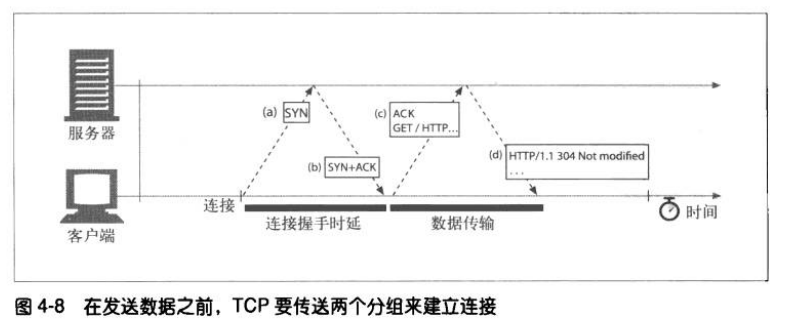 服务器
(a) SYN
(b) SYN+ACK
(c) ACK
GET / HTTP...
(d) HTTP/1.1 304 Not modified
...
连接
连接握手时延
数据传输
时间
客户端
图 4-8 在发送数据之前，TCP 要传送两个分组来建立连接